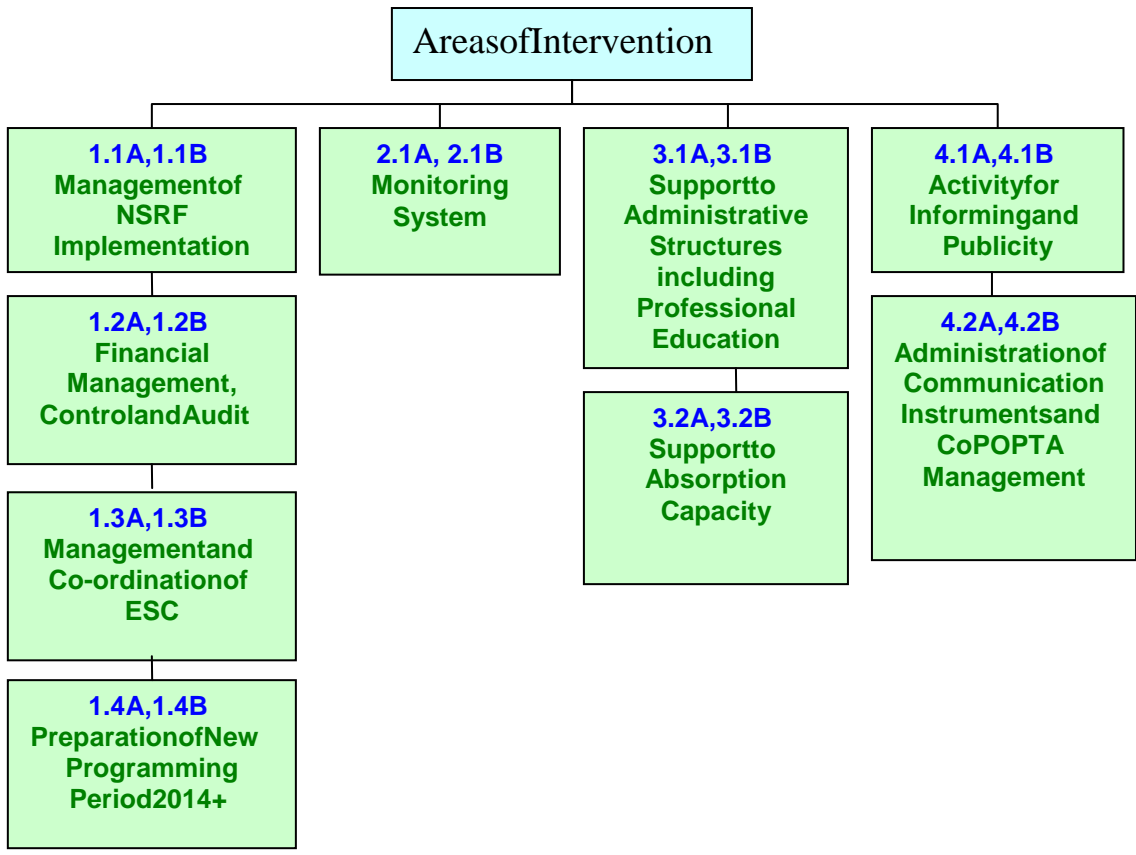 AreasofIntervention
1.1A,1.1B
Managementof
NSRF
Implementation
1.2A,1.2B
Financial
Management,
ControlandAudit
1.3A,1.3B
Managementand
Co-ordinationof
ESC
1.4A,1.4B
PreparationofNew
Programming
Period2014+
2.1A, 2.1B
Monitoring
System
3.1A,3.1B
Supportto
Administrative
Structures
including
Professional
Education
3.2A,3.2B
Supportto
Absorption
Capacity
4.1A,4.1B
Activityfor
Informingand
Publicity
4.2A,4.2B
Administrationof
Communication
Instrumentsand
CoPOPTA
Management